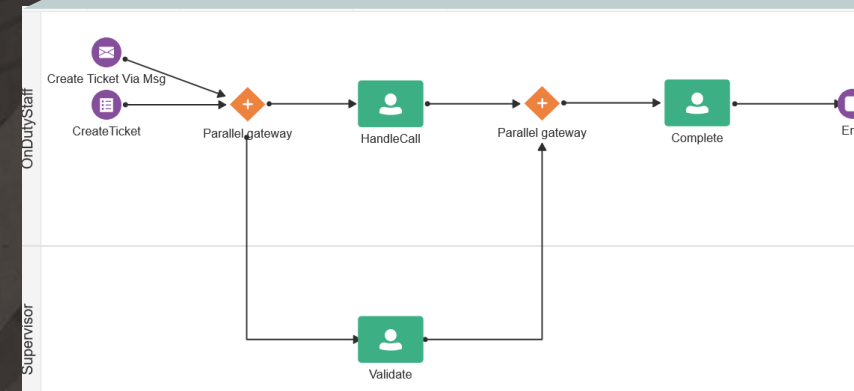 OnDutyStaff
Create Ticket Via Msg
CreateTicket
Parallel gateway
HandleCall
Parallel gateway
Complete
Supervisor
Validate